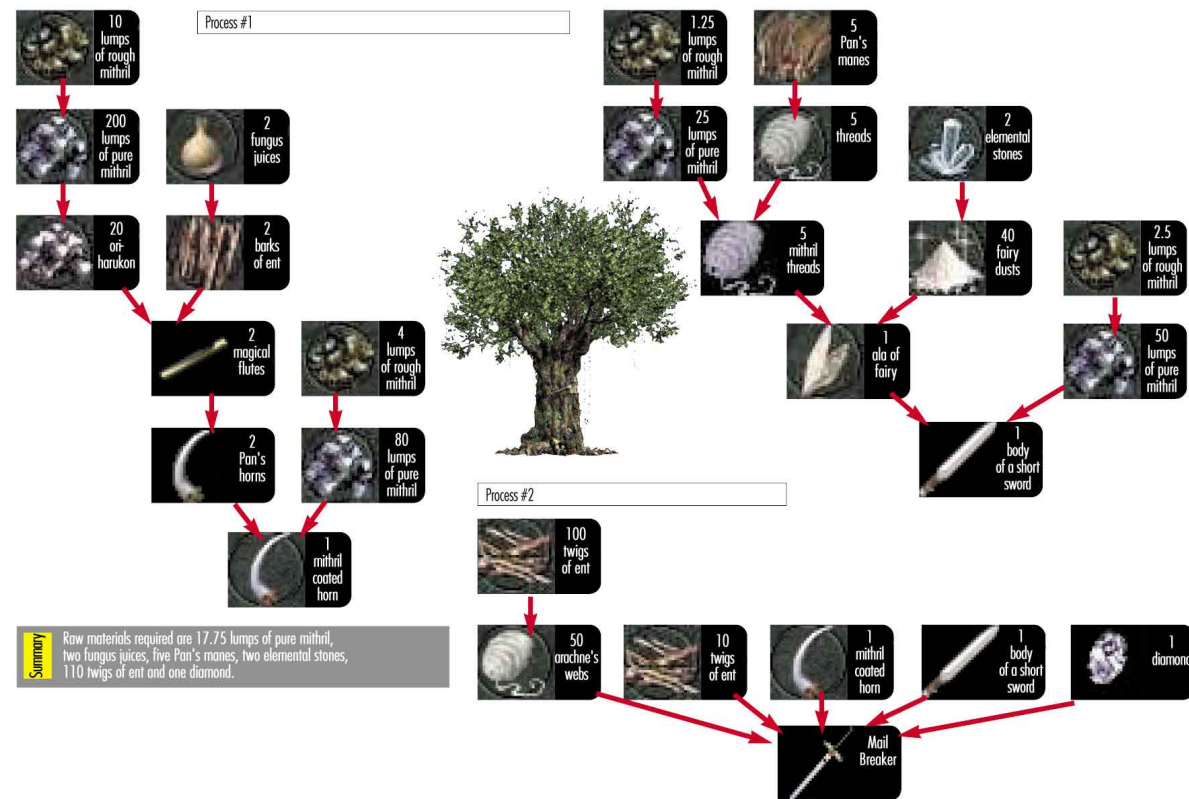 Process #1
10
lumps
of rough
mithril
200
lumps
of pure
mithril
2
fungus
juices
20
ori-
harukon
2
barks
of ent
2
magical
flutes
4
lumps
of rough
mithril
2
Pan's
horns
80
lumps
of pure
mithril
1
mithril
coated
horn
1.25
lumps
of rough
mithril
5
Pan's
manes
25
lumps
of pure
mithril
5
threads
2
elemental
stones
5
mithril
threads
40
fairy
dusts
2.5
lumps
of rough
mithril
1
ala of
fairy
50
lumps
of pure
mithril
1
body
of a short
sword
Summary
Raw materials required are 17.75 lumps of pure mithril,
two fungus juices, five Pan's manes, two elemental stones,
110 twigs of ent and one diamond.
Process #2
100
twigs
of ent
50
arachne's
webs
10
twigs
of ent
1
mithril
coated
horn
1
body
of a short
sword
1
diamond
Mail
Breaker